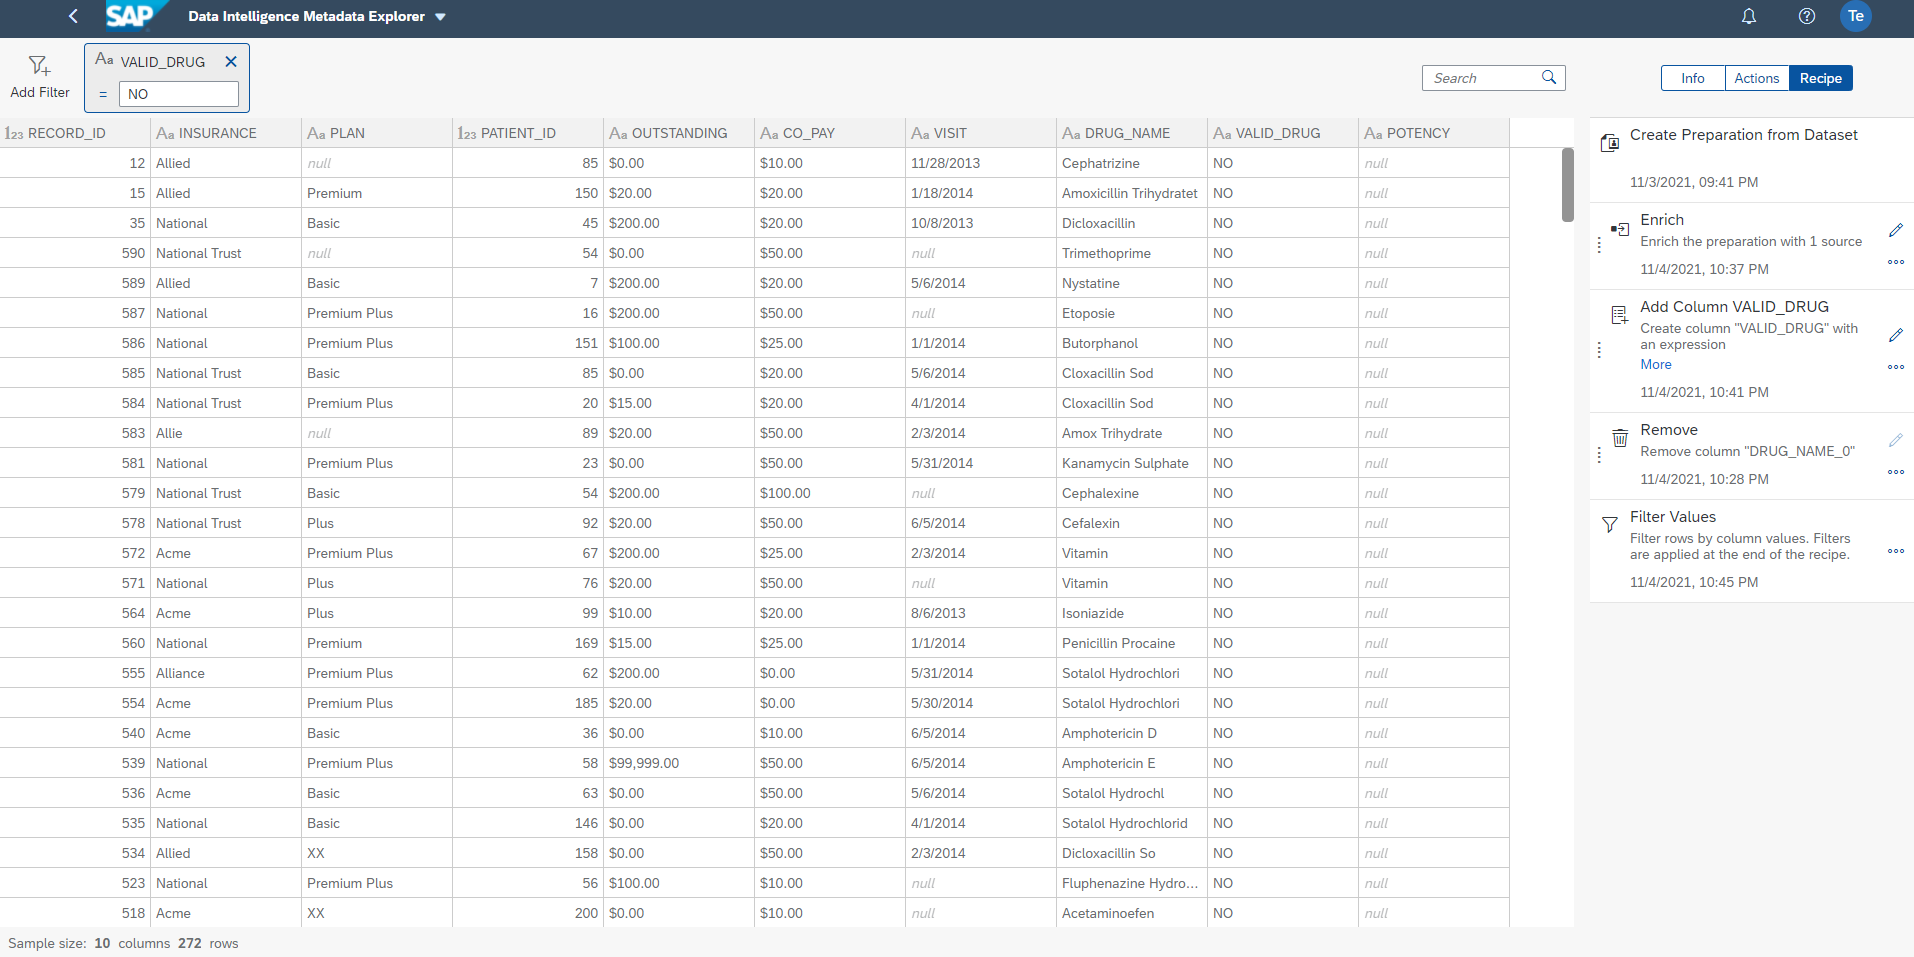 SAP Data Intelligence Metadata Explorer Te
Add Filter
Aa VALID_DRUG
= NO
Search
Info Actions Recipe
123 RECORD_ID Aa INSURANCE Aa PLAN 123 PATIENT_ID Aa OUTSTANDING Aa CO_PAY Aa VISIT Aa DRUG_NAME Aa VALID_DRUG Aa POTENCY
12 Allied null 85 $0.00 $10.00 11/28/2013 Cephatrizine NO null
15 Allied Premium 150 $20.00 $20.00 1/18/2014 Amoxicillin Trihydratet NO null
35 National Basic 45 $200.00 $20.00 10/8/2013 Dicloxacillin NO null
590 National Trust null 54 $0.00 $50.00 null Trimethoprime NO null
589 Allied Basic 7 $200.00 $20.00 5/6/2014 Nystatine NO null
587 National Premium Plus 16 $200.00 $50.00 null Etoposie NO null
586 National Premium Plus 151 $100.00 $25.00 1/1/2014 Butorphanol NO null
585 National Trust Basic 85 $0.00 $20.00 5/6/2014 Cloxacillin Sod NO null
584 National Trust Premium Plus 20 $15.00 $20.00 4/1/2014 Cloxacillin Sod NO null
583 Allie null 89 $20.00 $50.00 2/3/2014 Amox Trihydrate NO null
581 National Premium Plus 23 $0.00 $50.00 5/31/2014 Kanamycin Sulphate NO null
579 National Trust Basic 54 $200.00 $100.00 null Cephalexine NO null
578 National Trust Plus 92 $20.00 $50.00 6/5/2014 Cefalexin NO null
572 Acme Premium Plus 67 $200.00 $25.00 2/3/2014 Vitamin NO null
571 National Plus 76 $20.00 $50.00 null Vitamin NO null
564 Acme Plus 99 $10.00 $20.00 8/6/2013 Isoniazide NO null
560 National Premium 169 $15.00 $25.00 1/1/2014 Penicillin Procaine NO null
555 Alliance Premium Plus 62 $200.00 $0.00 5/31/2014 Sotalol Hydrochlori NO null
554 Acme Premium Plus 185 $20.00 $0.00 5/30/2014 Sotalol Hydrochlori NO null
540 Acme Basic 36 $0.00 $10.00 6/5/2014 Amphotericin D NO null
539 National Premium Plus 58 $99,999.00 $50.00 6/5/2014 Amphotericin E NO null
536 Acme Basic 63 $0.00 $50.00 5/6/2014 Sotalol Hydrochl NO null
535 National Basic 146 $0.00 $20.00 4/1/2014 Sotalol Hydrochlorid NO null
534 Allied XX 158 $0.00 $50.00 2/3/2014 Dicloxacillin So NO null
523 National Premium Plus 56 $100.00 $10.00 null Fluphenazine Hydro... NO null
518 Acme XX 200 $0.00 $10.00 null Acetaminoefen NO null
Sample size: 10 columns 272 rows
Create Preparation from Dataset
11/3/2021, 09:41 PM
Enrich
Enrich the preparation with 1 source
11/4/2021, 10:37 PM
Add Column VALID_DRUG
Create column "VALID_DRUG" with
an expression
More
11/4/2021, 10:41 PM
Remove
Remove column "DRUG_NAME_0"
11/4/2021, 10:28 PM
Filter Values
Filter rows by column values. Filters
are applied at the end of the recipe.
11/4/2021, 10:45 PM